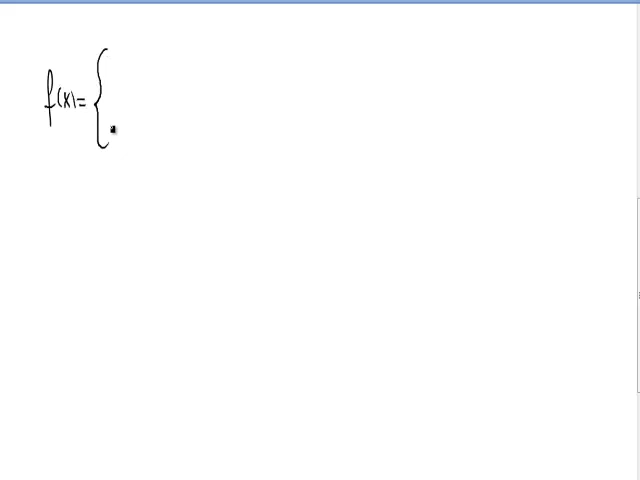 f(x)= {